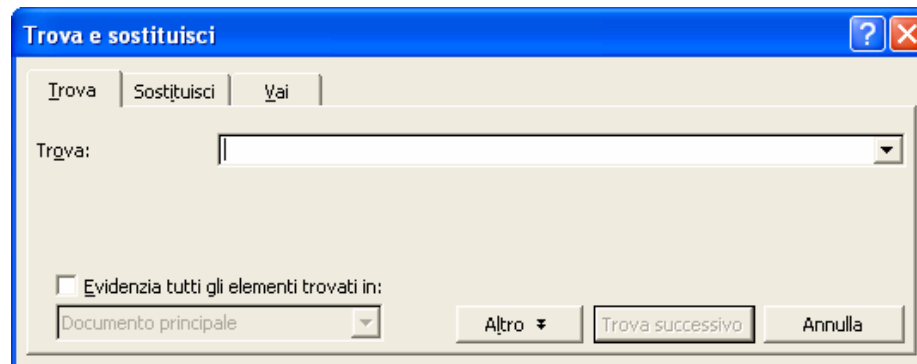 Trova e sostituisci
Trova Sostituisci Vai
Trova:
Evidenzia tutti gli elementi trovati in:
Documento principale Altro Trova successivo Annulla